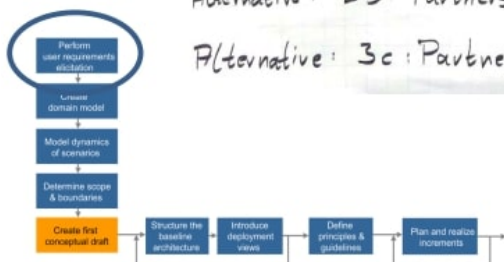 Alternative: 3c: Partne
Perform
user requirements
elicitation
Create
domain model
Model dynamics
of scenarios
Determine scope
& boundaries
Create first
conceptual draft
Structure the
baseline
architecture
Introduce
deployment
views
Define
principles &
guidelines
Plan and realize
increments